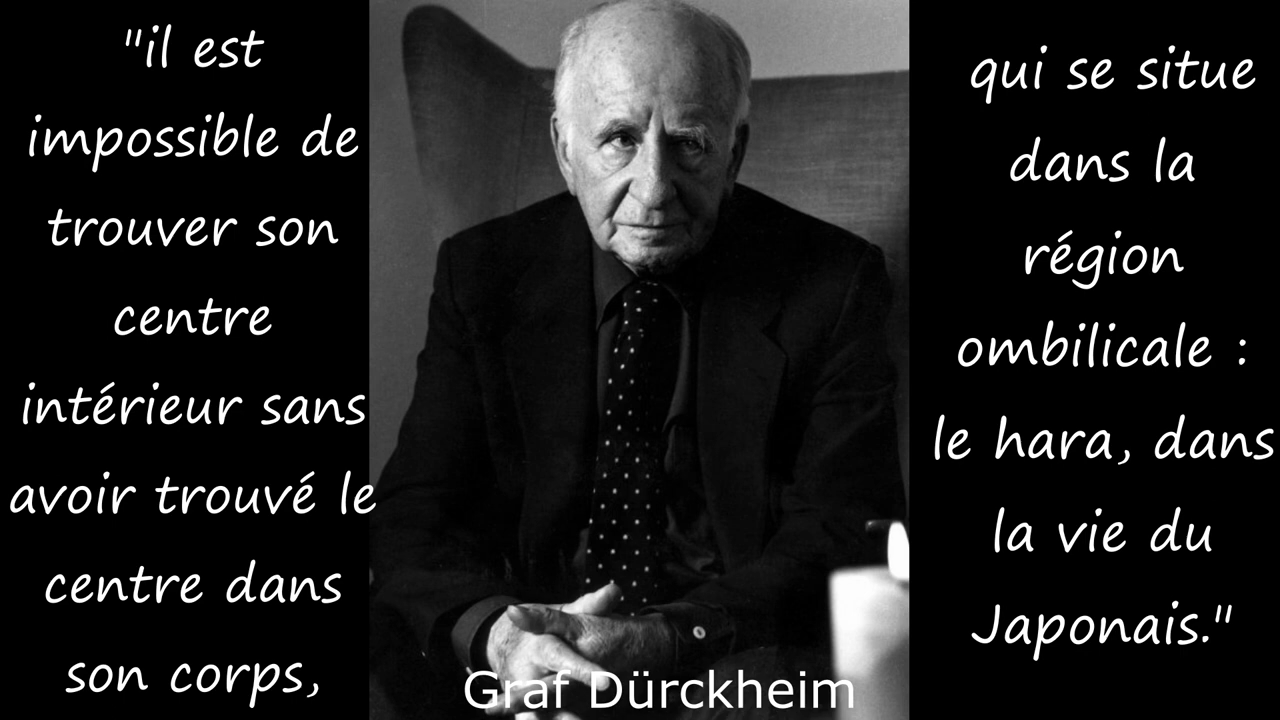 "il est
impossible de
trouver son
centre
intérieur sans
avoir trouvé le
centre dans
son corps,
qui se situe
dans la
région
ombilicale :
le hara, dans
la vie du
Japonais."
Graf Dürckheim